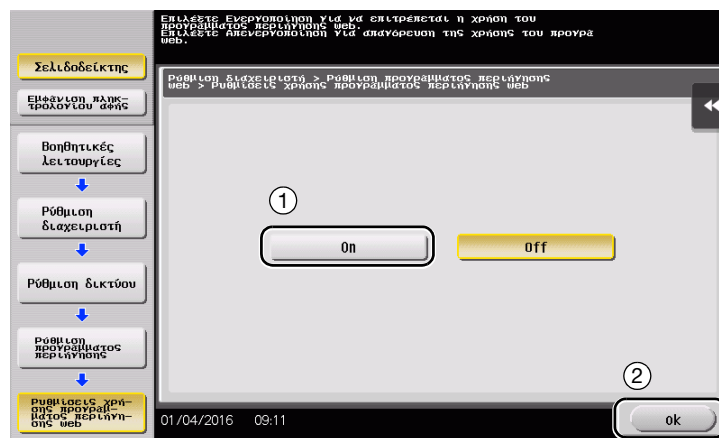 Επιλέξτε Ενεργοποίηση για να επιτρέπεται η χρήση του
προγράμματος περιήγησης web.
Επιλέξτε Απενεργοποίηση για απαγόρευση της χρήσης του προγρά
web.
Σελιδοδείκτης
Εμφάνιση πληκ-
τρολογίου αφής
Ρύθμιση διαχειριστή > Ρύθμιση προγράμματος περιήγησης
web > Ρυθμίσεις χρήσης προγράμματος περιήγησης web
Βοηθητικές
λειτουργίες
Ρύθμιση
διαχειριστή
Ρύθμιση δικτύου
Ρύθμιση
προγράμματος
περιήγησης
Ρυθμίσεις χρή-
σης προγράμ-
ματος περιήγη-
σης web
1
On
Off
2
01/04/2016 09:11
ok